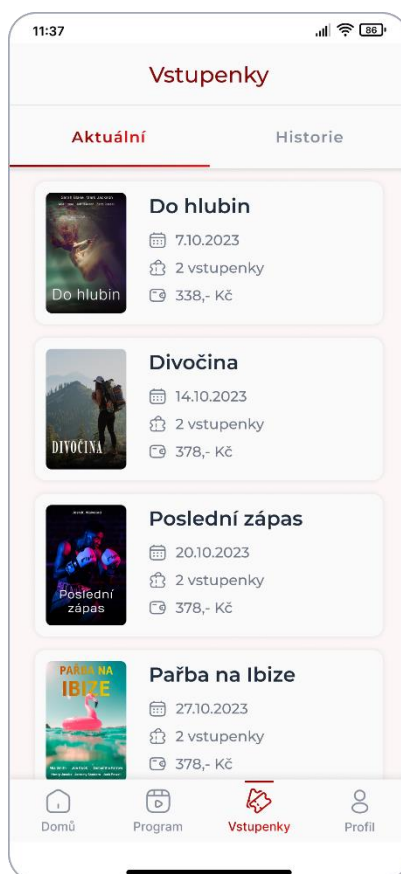 11:37
86
Vstupenky
Aktuální
Historie
Do hlubin
7.10.2023
2 vstupenky
338,- Kč
Do hlubin
Divočina
14.10.2023
2 vstupenky
378,- Kč
DIVOČINA
Poslední zápas
20.10.2023
2 vstupenky
378,- Kč
Poslední
zápas
Pařba na Ibize
27.10.2023
2 vstupenky
378,- Kč
PAŘBA NA
IBIZE
Domů
Program
Vstupenky
Profil